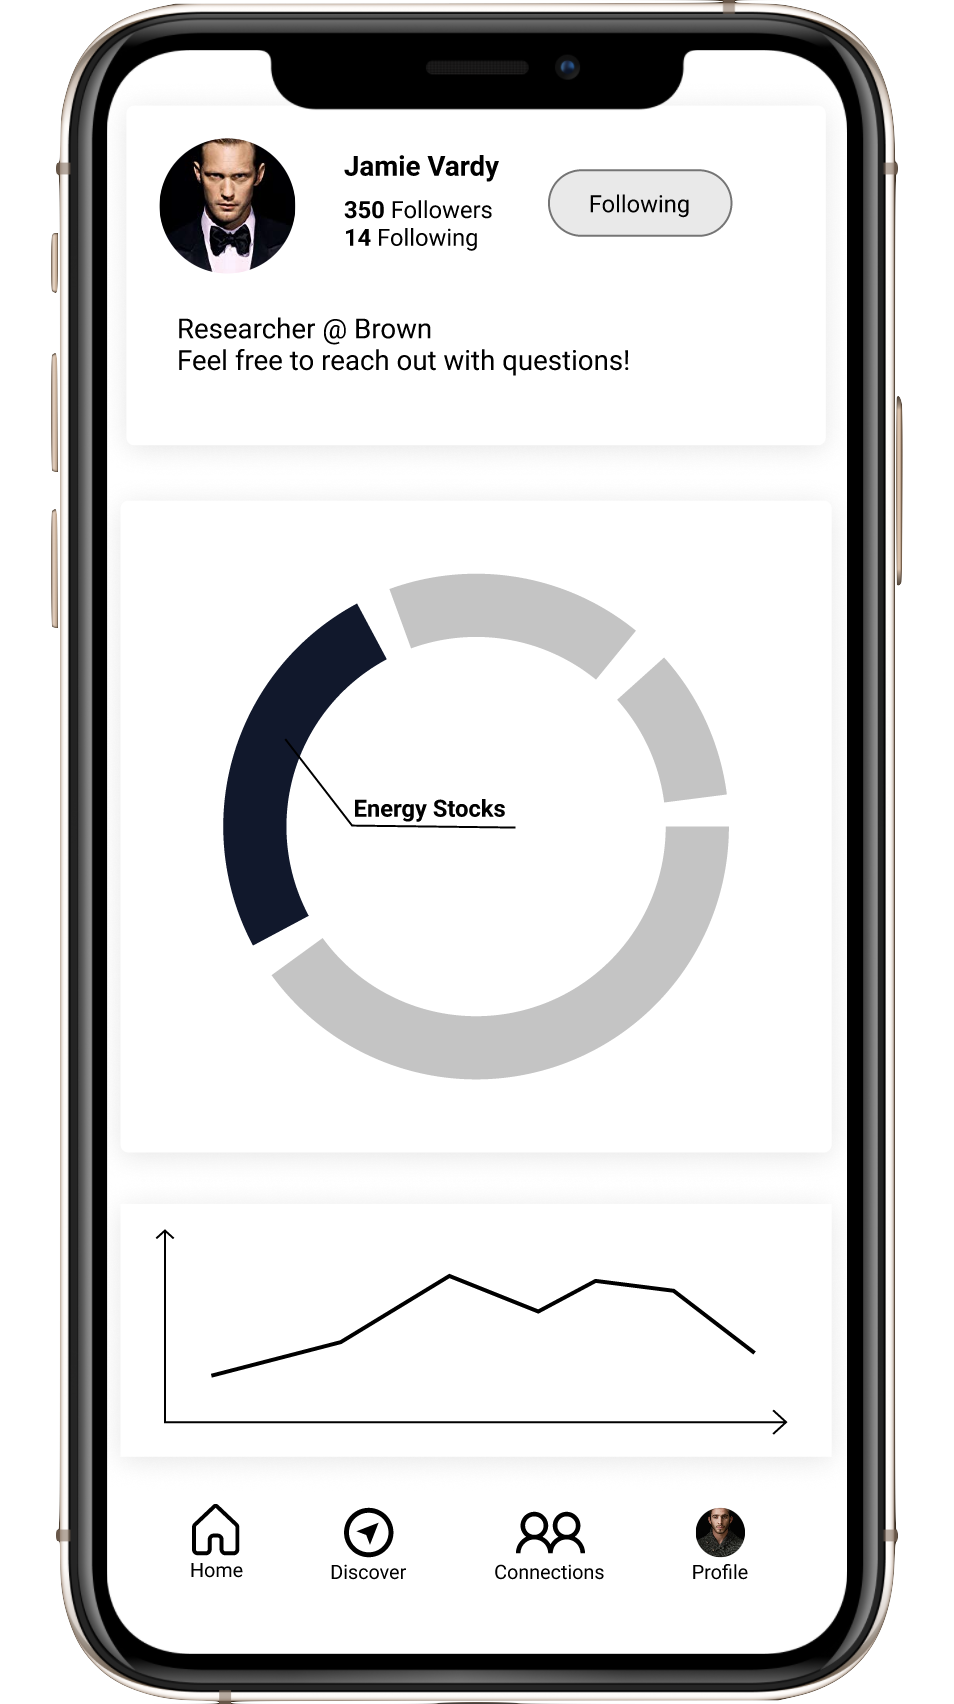 Jamie Vardy
350 Followers
14 Following
Following
Researcher @ Brown
Feel free to reach out with questions!
Energy Stocks
Home
Discover
Connections
Profile